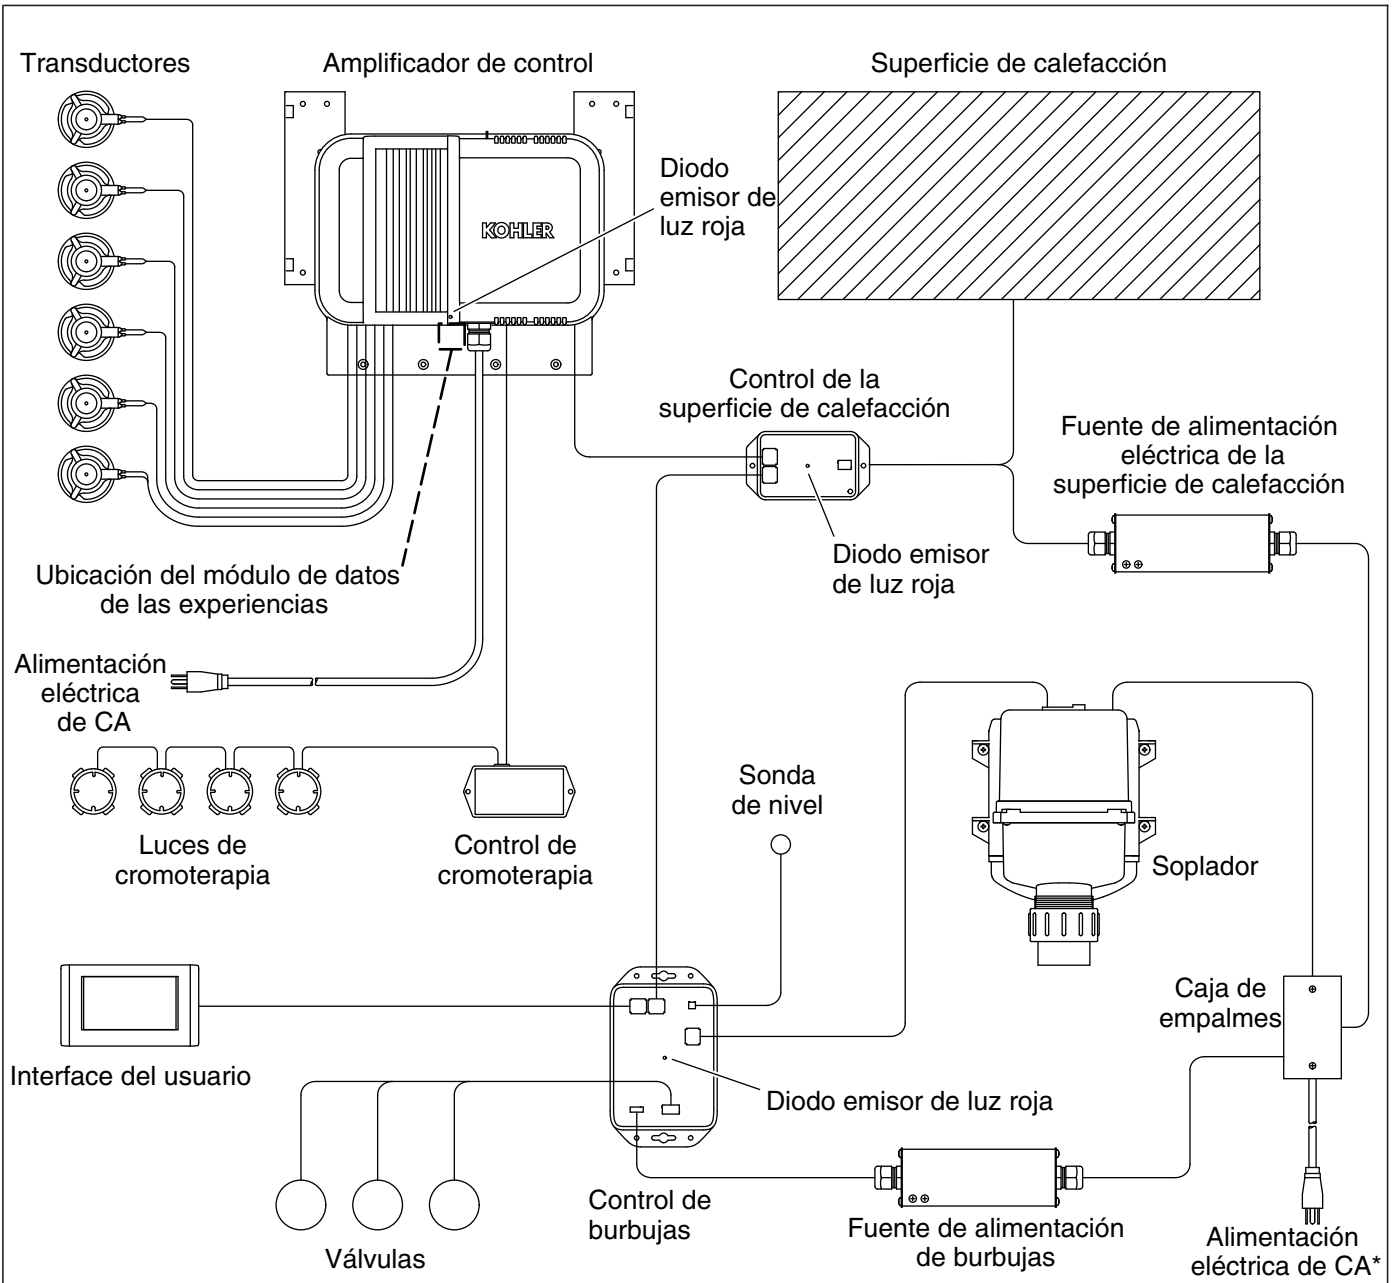 Transductores
Amplificador de control
Superficie de calefacción
Diodo
emisor de
luz roja
KOHLER
Control de la
superficie de calefacción
Fuente de alimentación
eléctrica de la
superficie de calefacción
Diodo emisor
de luz roja
Ubicación del módulo de datos
de las experiencias
Alimentación
eléctrica
de CA
Luces de
cromoterapia
Control de
cromoterapia
Sonda
de nivel
Soplador
Caja de
empalmes
Interface del usuario
Diodo emisor de luz roja
Válvulas
Control de
burbujas
Fuente de alimentación
de burbujas
Alimentación
eléctrica de CA*